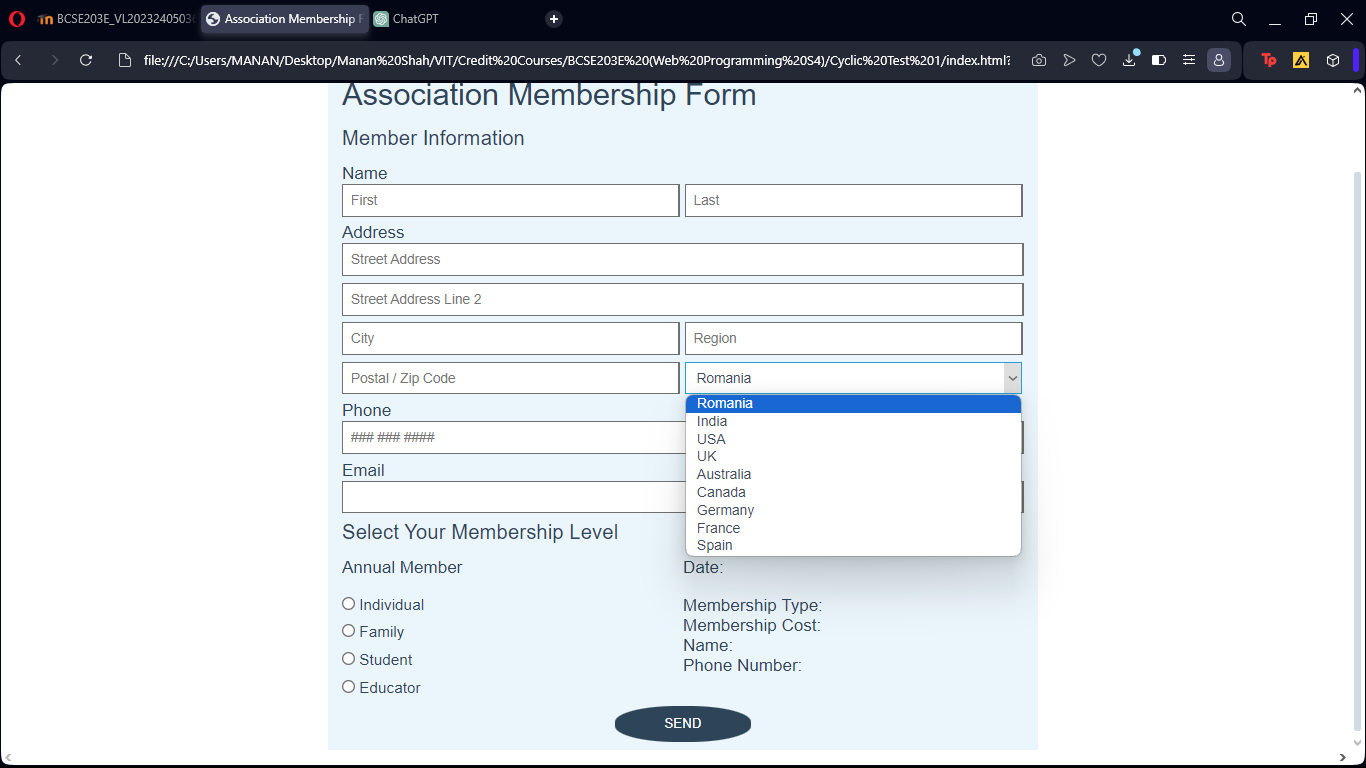 BCSE203E_VL2023240503
Association Membership F
ChatGPT
file:///C:/Users/MANAN/Desktop/Manan%20Shah/VIT/Credit%20Courses/BCSE203E%20(Web%20Programming%20S4)/Cyclic%20Test%201/index.html?
Tp
Association Membership Form
Member Information
Name
First Last
Address
Street Address
Street Address Line 2
City Region
Postal / Zip Code Romania
Romania
Phone
India
### ### ####
USA
UK
Email
Australia
Canada
Germany
Select Your Membership Level
France
Spain
Annual Member Date:
Individual Membership Type:
Membership Cost:
Family
Name:
Student Phone Number:
Educator
SEND